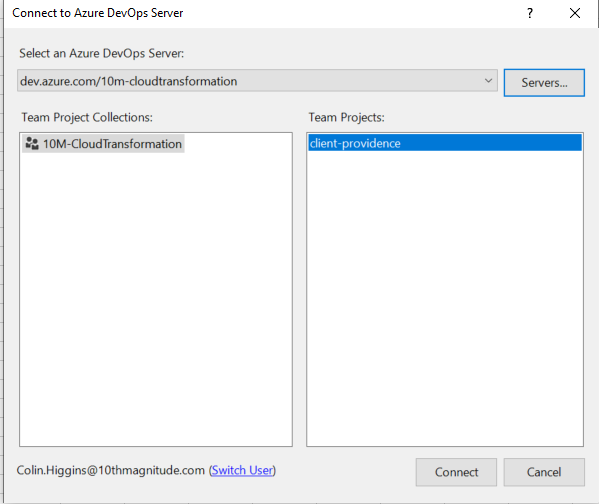 Connect to Azure DevOps Server
?
Select an Azure DevOps Server:
dev.azure.com/10m-cloudtransformation
Servers...
Team Project Collections:
Team Projects:
10M-CloudTransformation
client-providence
Colin.Higgins@10thmagnitude.com (Switch User)
Connect
Cancel